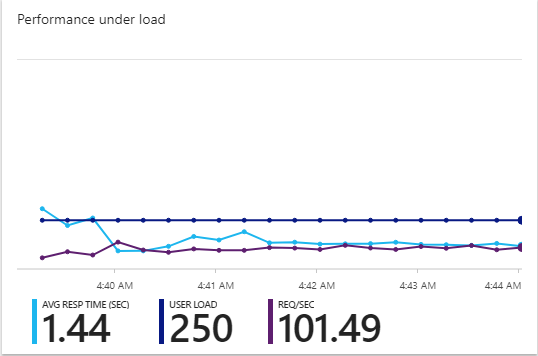 Performance under load
4:40 AM 4:41 AM 4:42 AM 4:43 AM 4:44 AM
AVG RESP TIME (SEC) USER LOAD REQ/SEC
1.44 250 101.49